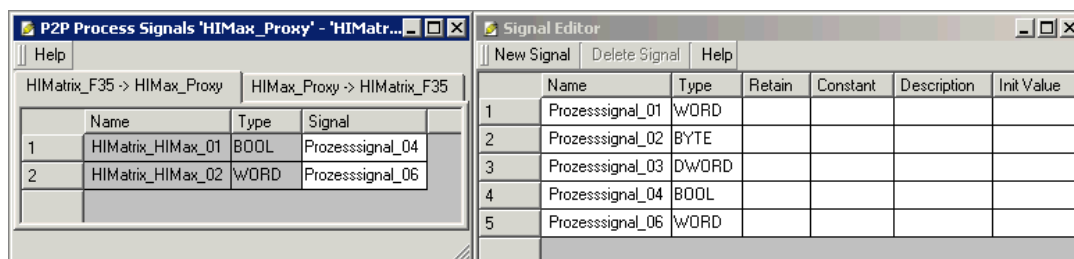 P2P Process Signals 'HIMax_Proxy' - 'HIMatr...
Help
HIMatrix_F35 -> HIMax_Proxy HIMax_Proxy -> HIMatrix_F35
Name Type Signal
1 HIMatrix_HIMax_01 BOOL Prozesssignal_04
2 HIMatrix_HIMax_02 WORD Prozesssignal_06
Signal Editor
New Signal Delete Signal Help
Name Type Retain Constant Description Init Value
1 Prozesssignal_01 WORD
2 Prozesssignal_02 BYTE
3 Prozesssignal_03 DWORD
4 Prozesssignal_04 BOOL
5 Prozesssignal_06 WORD